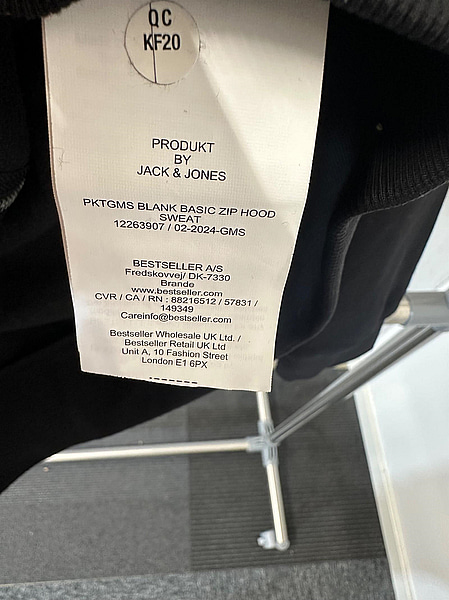 QC
KF20
PRODUKT
BY
JACK & JONES
PKTGMS BLANK BASIC ZIP HOOD
SWEAT
12263907 / 02-2024-GMS
BESTSELLER A/S
Fredskovvej/ DK-7330
Brande
www.bestseller.com
CVR / CA / RN : 88216512 / 57831 /
149349
Careinfo@bestseller.com
Bestseller Wholesale UK Ltd. /
Bestseller Retail UK Ltd
Unit A, 10 Fashion Street
London E1 6PX